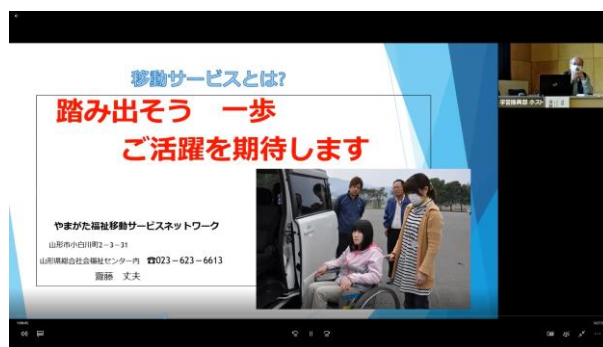 移動サービスとは?
踏み出そう 一歩
ご活躍を期待します
やまがた福祉移動サービスネットワーク
山形市小白川町2-3-31
山形県総合社会福祉センター内 ☎023-623-6613
齋藤 丈夫